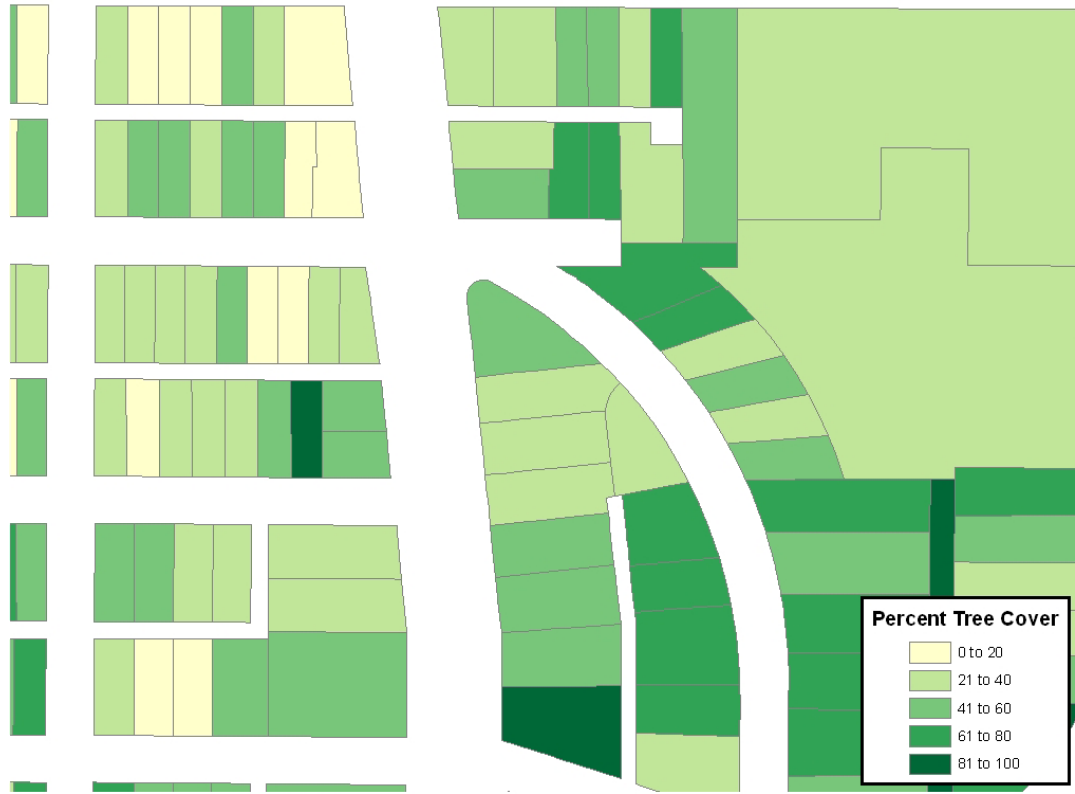 Percent Tree Cover
0 to 20
21 to 40
41 to 60
61 to 80
81 to 100